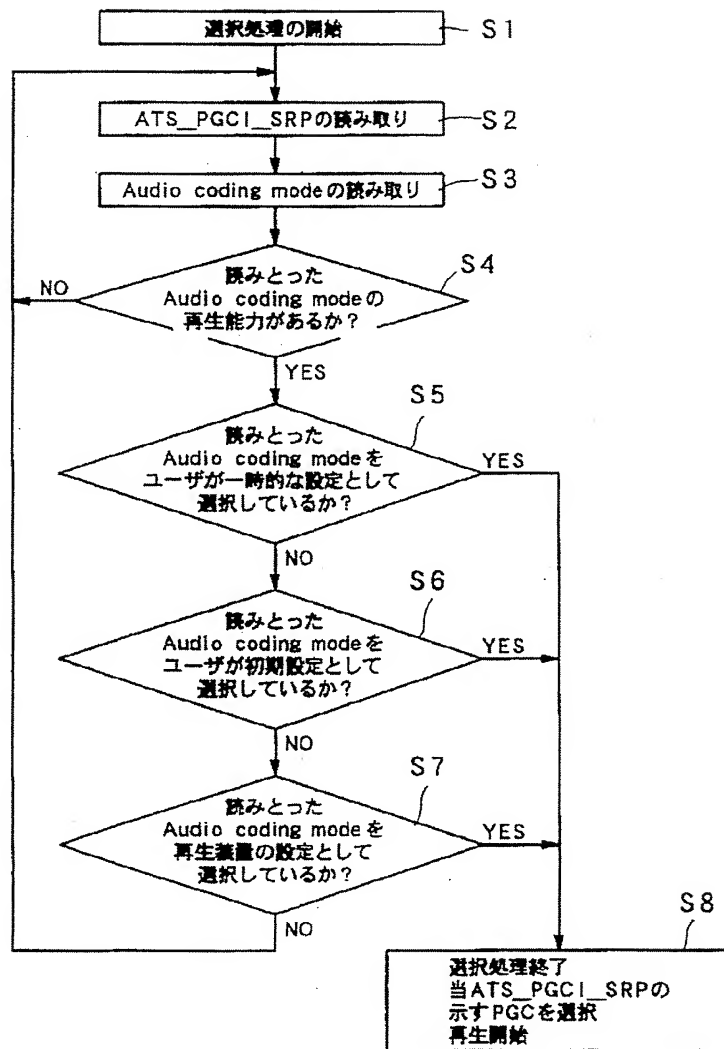 選択処理の開始
S1
ATS_PGCI_SRPの読み取り
S2
Audio coding modeの読み取り
S3
読みとった
Audio coding modeの
再生能力があるか?
S4
NO
YES
読みとった
Audio coding modeを
ユーザが一時的な設定として
選択しているか?
S5
YES
NO
読みとった
Audio coding modeを
ユーザが初期設定として
選択しているか?
S6
YES
NO
読みとった
Audio coding modeを
再生装置の設定として
選択しているか?
S7
YES
NO
S8
選択処理終了
当ATS_PGCI_SRPの
示すPGCを選択
再生開始